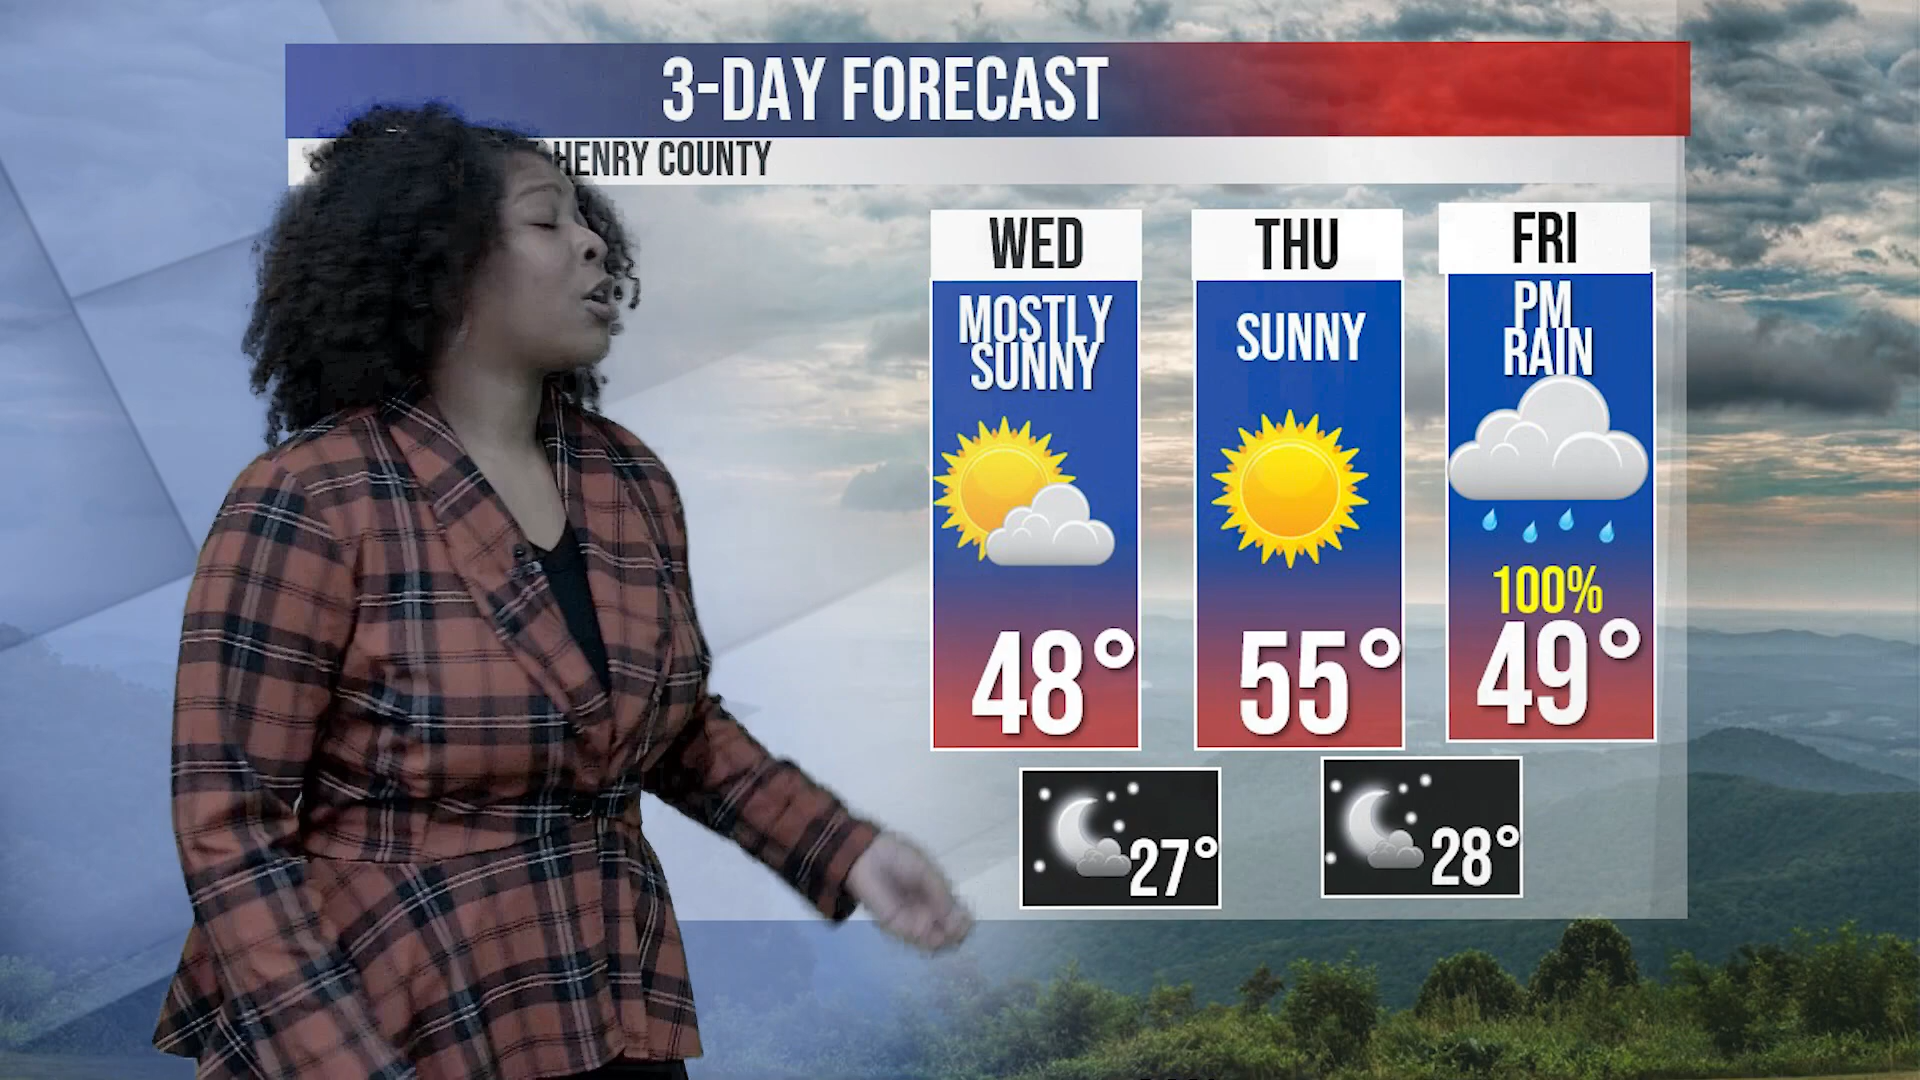 3-DAY FORECAST
HENRY COUNTY
WED
MOSTLY
SUNNY
48°
THU
SUNNY
55°
FRI
PM
RAIN
100%
49°
27°
28°